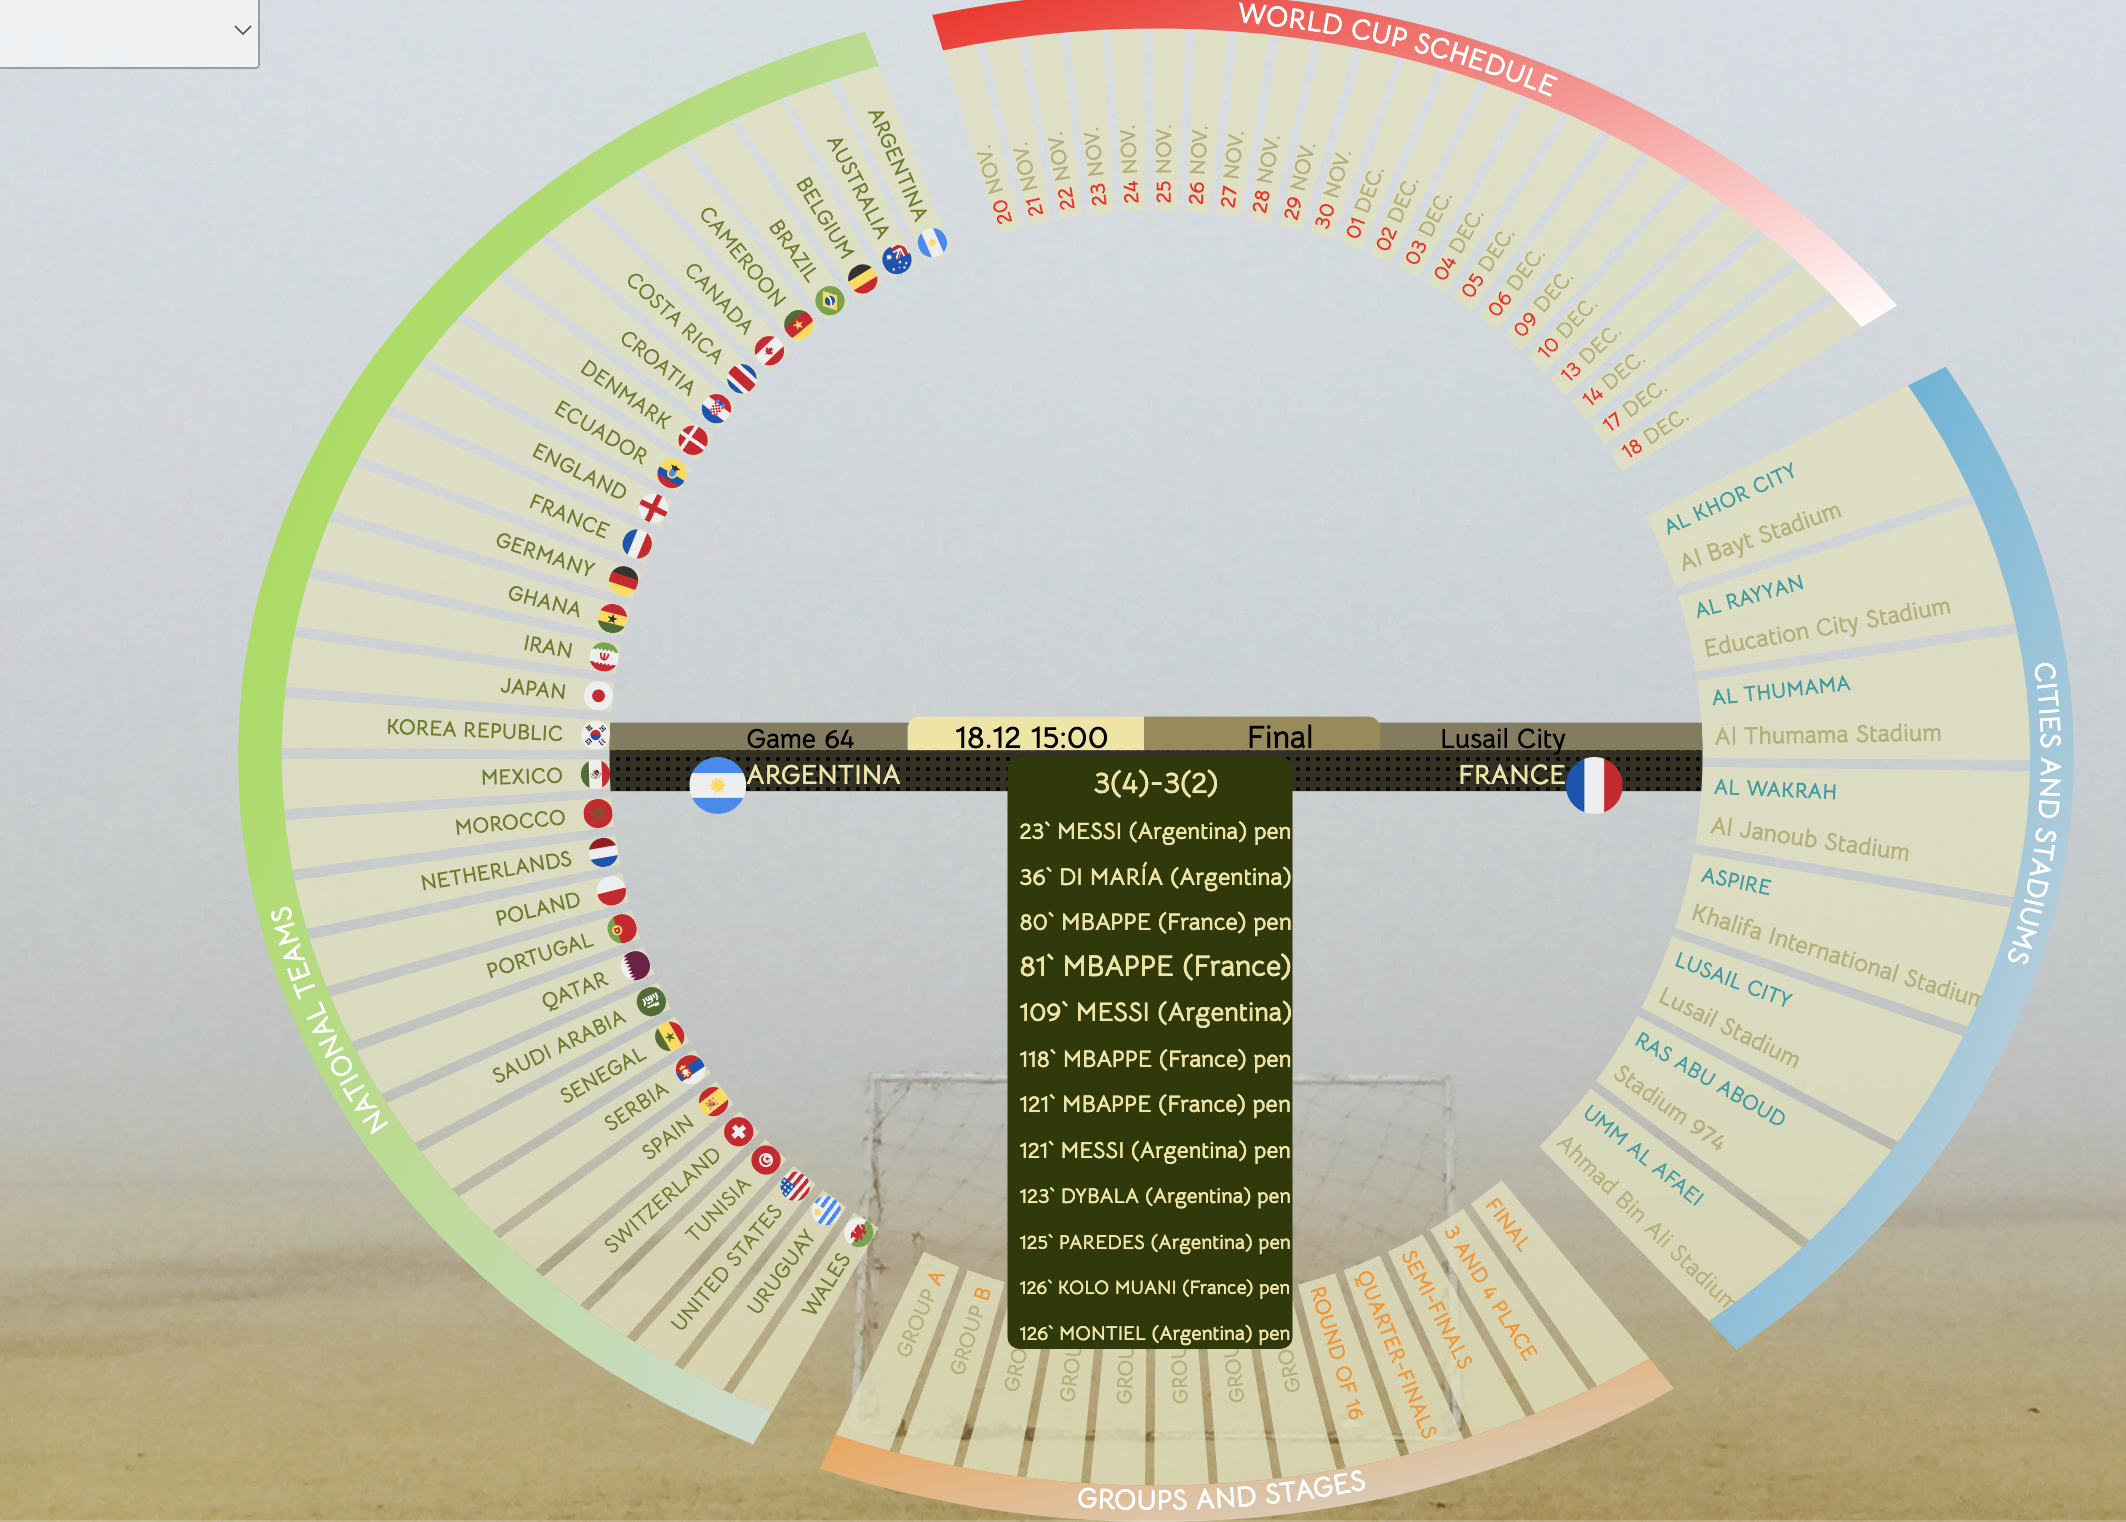 WORLD CUP SCHEDULE
20 NOV.
21 NOV.
22 NOV.
23 NOV.
24 NOV.
25 NOV.
26 NOV.
27 NOV.
28 NOV.
29 NOV.
30 NOV.
01 DEC.
02 DEC.
03 DEC.
04 DEC.
05 DEC.
06 DEC.
09 DEC.
10 DEC.
13 DEC.
14 DEC.
17 DEC.
18 DEC.
NATIONAL TEAMS
ARGENTINA
AUSTRALIA
BELGIUM
BRAZIL
CAMEROON
CANADA
COSTA RICA
CROATIA
DENMARK
ECUADOR
ENGLAND
FRANCE
GERMANY
GHANA
IRAN
JAPAN
KOREA REPUBLIC
MEXICO
MOROCCO
NETHERLANDS
POLAND
PORTUGAL
QATAR
SAUDI ARABIA
SENEGAL
SERBIA
SPAIN
SWITZERLAND
TUNISIA
UNITED STATES
URUGUAY
WALES
Game 64 18.12 15:00 Final Lusail City
ARGENTINA FRANCE
3(4)-3(2)
23` MESSI (Argentina) pen
36` DI MARÍA (Argentina)
80` MBAPPE (France) pen
81` MBAPPE (France)
109` MESSI (Argentina)
118` MBAPPE (France) pen
121` MBAPPE (France) pen
121` MESSI (Argentina) pen
123` DYBALA (Argentina) pen
125` PAREDES (Argentina) pen
126` KOLO MUANI (France) pen
126` MONTIEL (Argentina) pen
CITIES AND STADIUMS
AL KHOR CITY
Al Bayt Stadium
AL RAYYAN
Education City Stadium
AL THUMAMA
Al Thumama Stadium
AL WAKRAH
Al Janoub Stadium
ASPIRE
Khalifa International Stadium
LUSAIL CITY
Lusail Stadium
RAS ABU ABOUD
Stadium 974
UMM AL AFAEI
Ahmad Bin Ali Stadium
GROUP A
GROUP B
GRO
GROU
GROU
GROU
GROU
GRO
ROUND OF 16
QUARTER-FINALS
SEMI-FINALS
3 AND 4 PLACE
FINAL
GROUPS AND STAGES